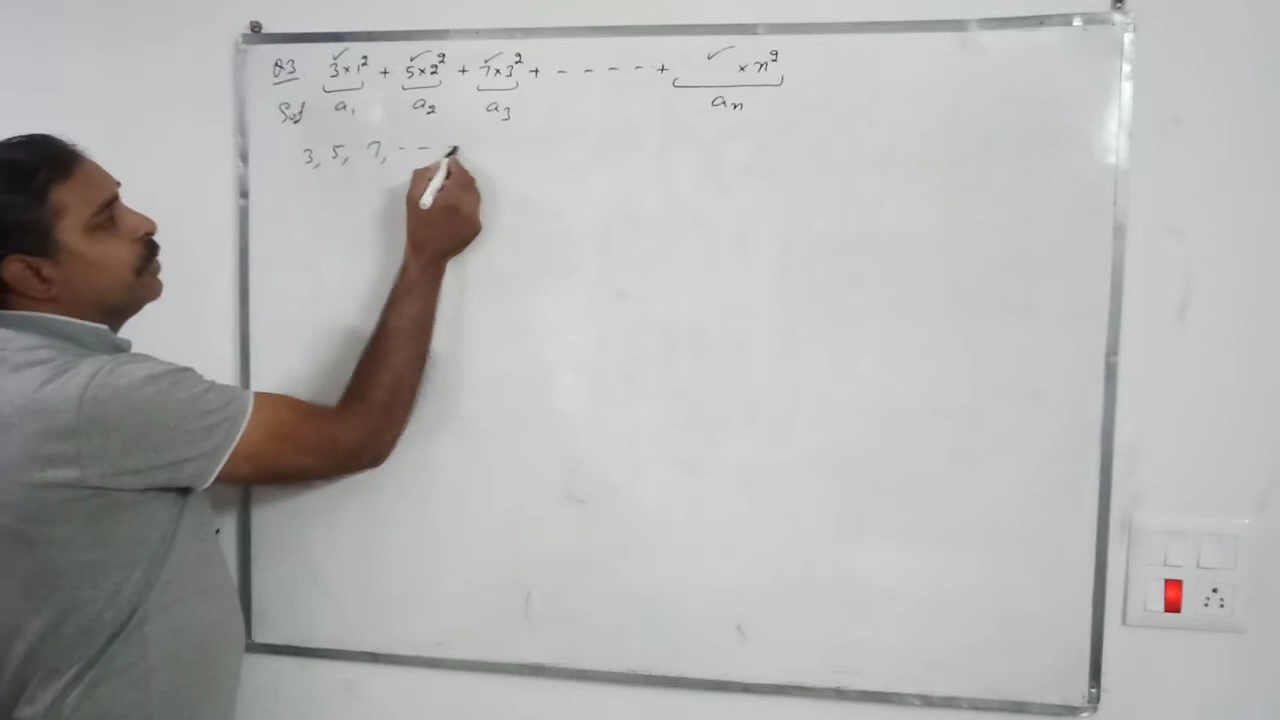 Q3 3×1² + 5×2² + 7×3² + - - - - - + ✓ ×n²
Sol a₁ a₂ a₃ aₙ
3, 5, 7, - - -